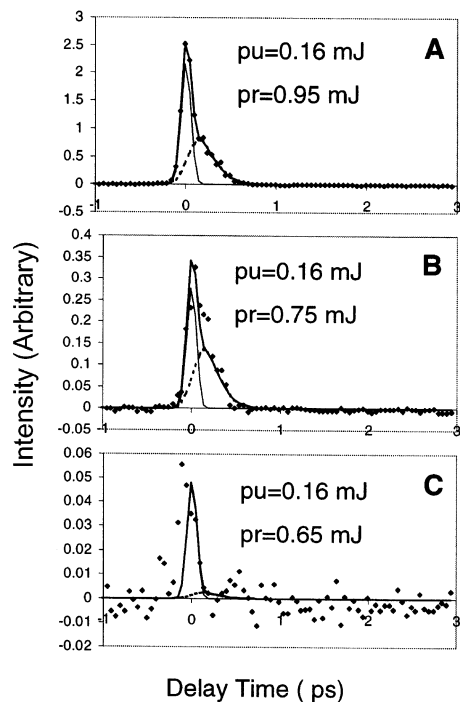 3
2.5
2
1.5
1
0.5
0
-0.5
-1 0 1 2 3
pu=0.16 mJ
pr=0.95 mJ
A
0.4
0.35
0.3
0.25
0.2
0.15
0.1
0.05
0
-0.05
-1 0 1 2 3
pu=0.16 mJ
pr=0.75 mJ
B
0.06
0.05
0.04
0.03
0.02
0.01
0
-0.01
-0.02
-1 0 1 2 3
pu=0.16 mJ
pr=0.65 mJ
C
Intensity (Arbitrary)
Delay Time ( ps)